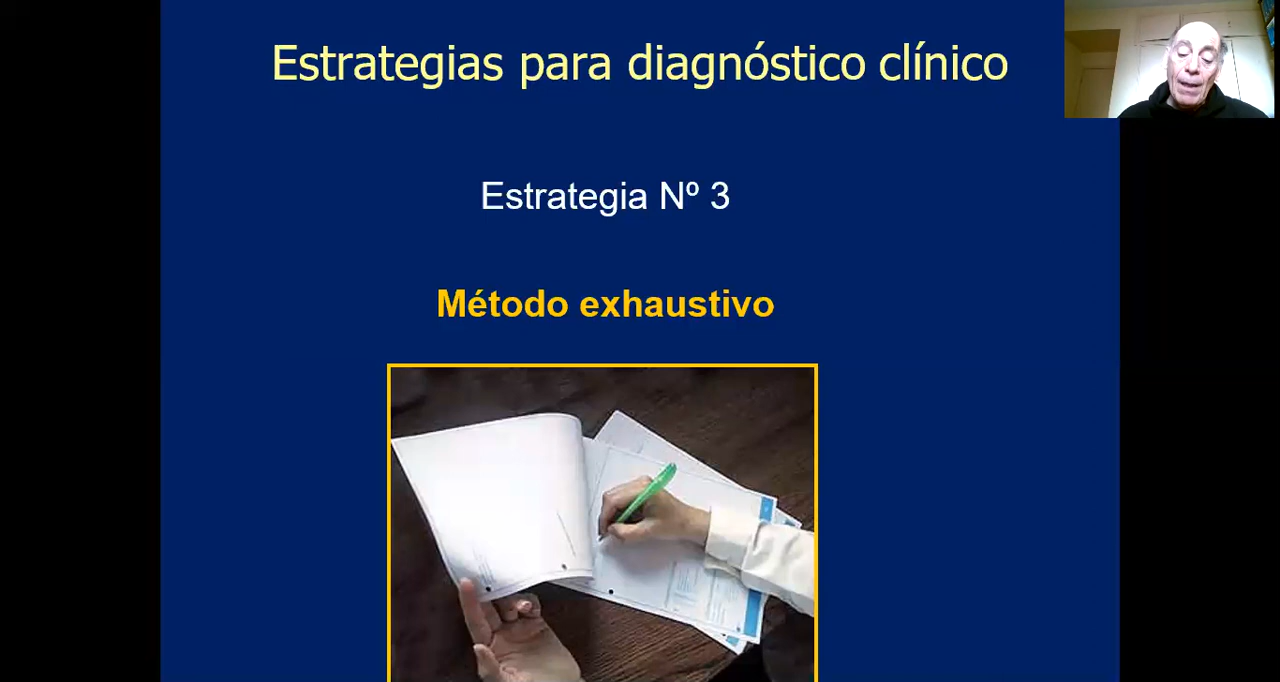 Estrategias para diagnóstico clínico
Estrategia Nº 3
Método exhaustivo